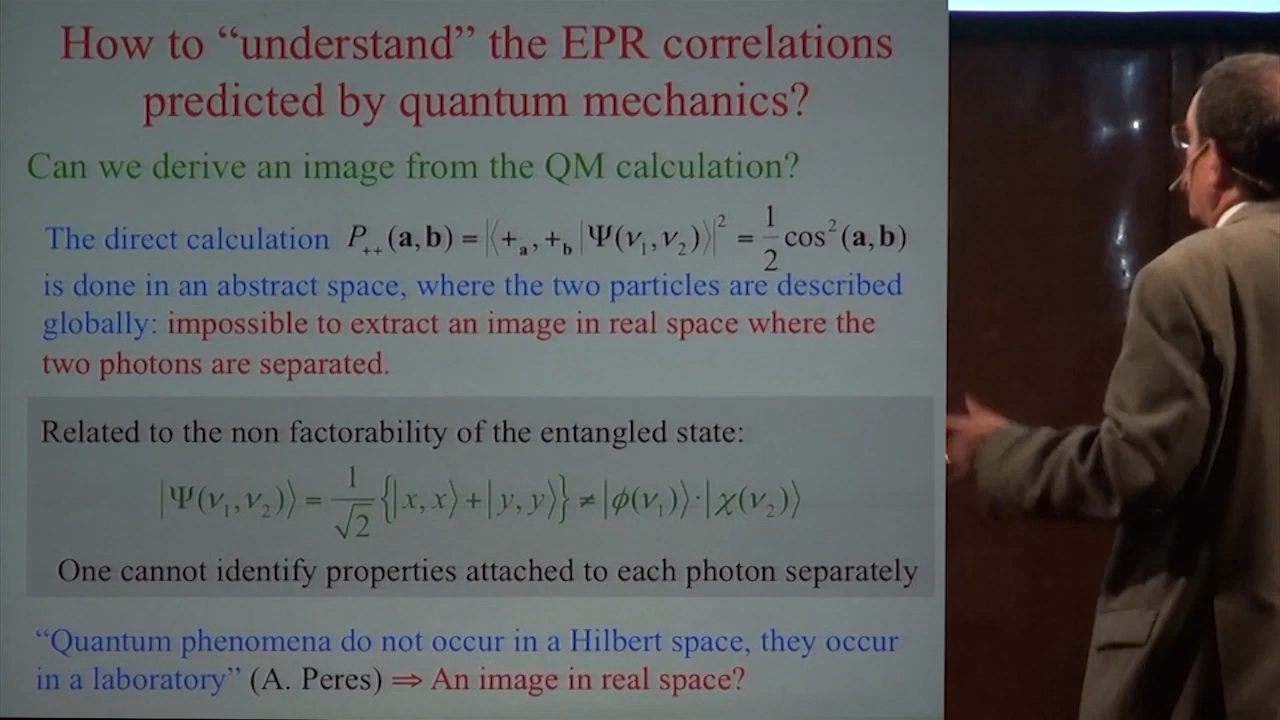 How to “understand” the EPR correlations
predicted by quantum mechanics?
Can we derive an image from the QM calculation?
The direct calculation P₊₊(a,b) = |⟨+ₐ, +_b |Ψ(ν₁,ν₂)⟩|² = 1/2 cos²(a,b)
is done in an abstract space, where the two particles are described
globally: impossible to extract an image in real space where the
two photons are separated.
Related to the non factorability of the entangled state:
|Ψ(ν₁,ν₂)⟩ = 1/√2 {|x, x⟩ + |y, y⟩} ≠ |ϕ(ν₁)⟩·|χ(ν₂)⟩
One cannot identify properties attached to each photon separately
“Quantum phenomena do not occur in a Hilbert space, they occur
in a laboratory” (A. Peres) ⇒ An image in real space?